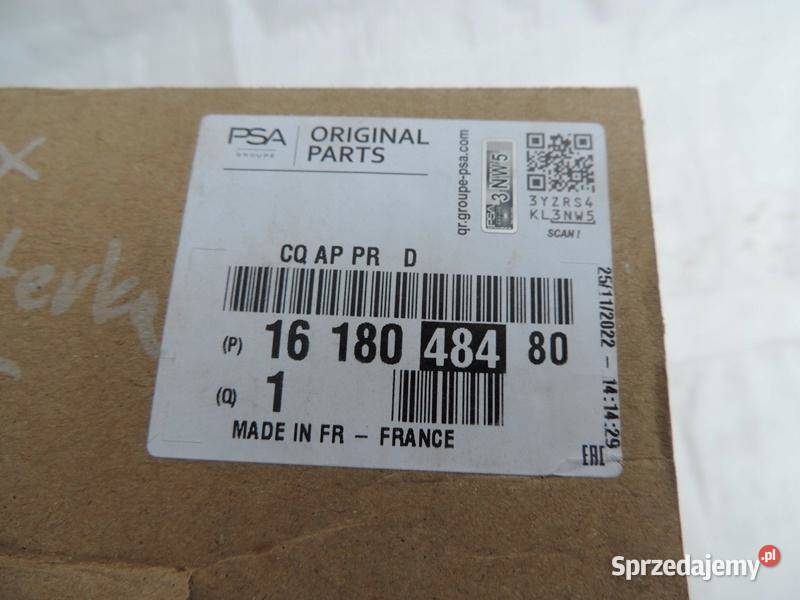 PSA
GROUPE
ORIGINAL
PARTS
qr.groupe-psa.com
PSA
3NW5
3YZRS4
KL3NW5
SCAN!
CQ AP PR D
(P) 16 180 484 80
(Q) 1
MADE IN FR - FRANCE
25/11/2022 - 14:14:29
EAC
x
Sprzedajemy.pl